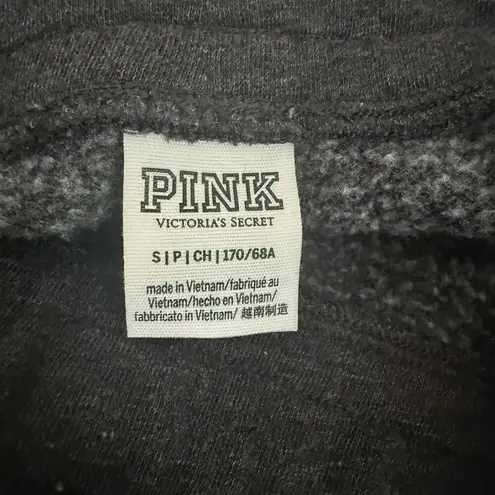 PINK
VICTORIA'S SECRET
S | P | CH | 170/68A
made in Vietnam/fabriqué au
Vietnam/hecho en Vietnam/
fabbricato in Vietnam/ 越南制造